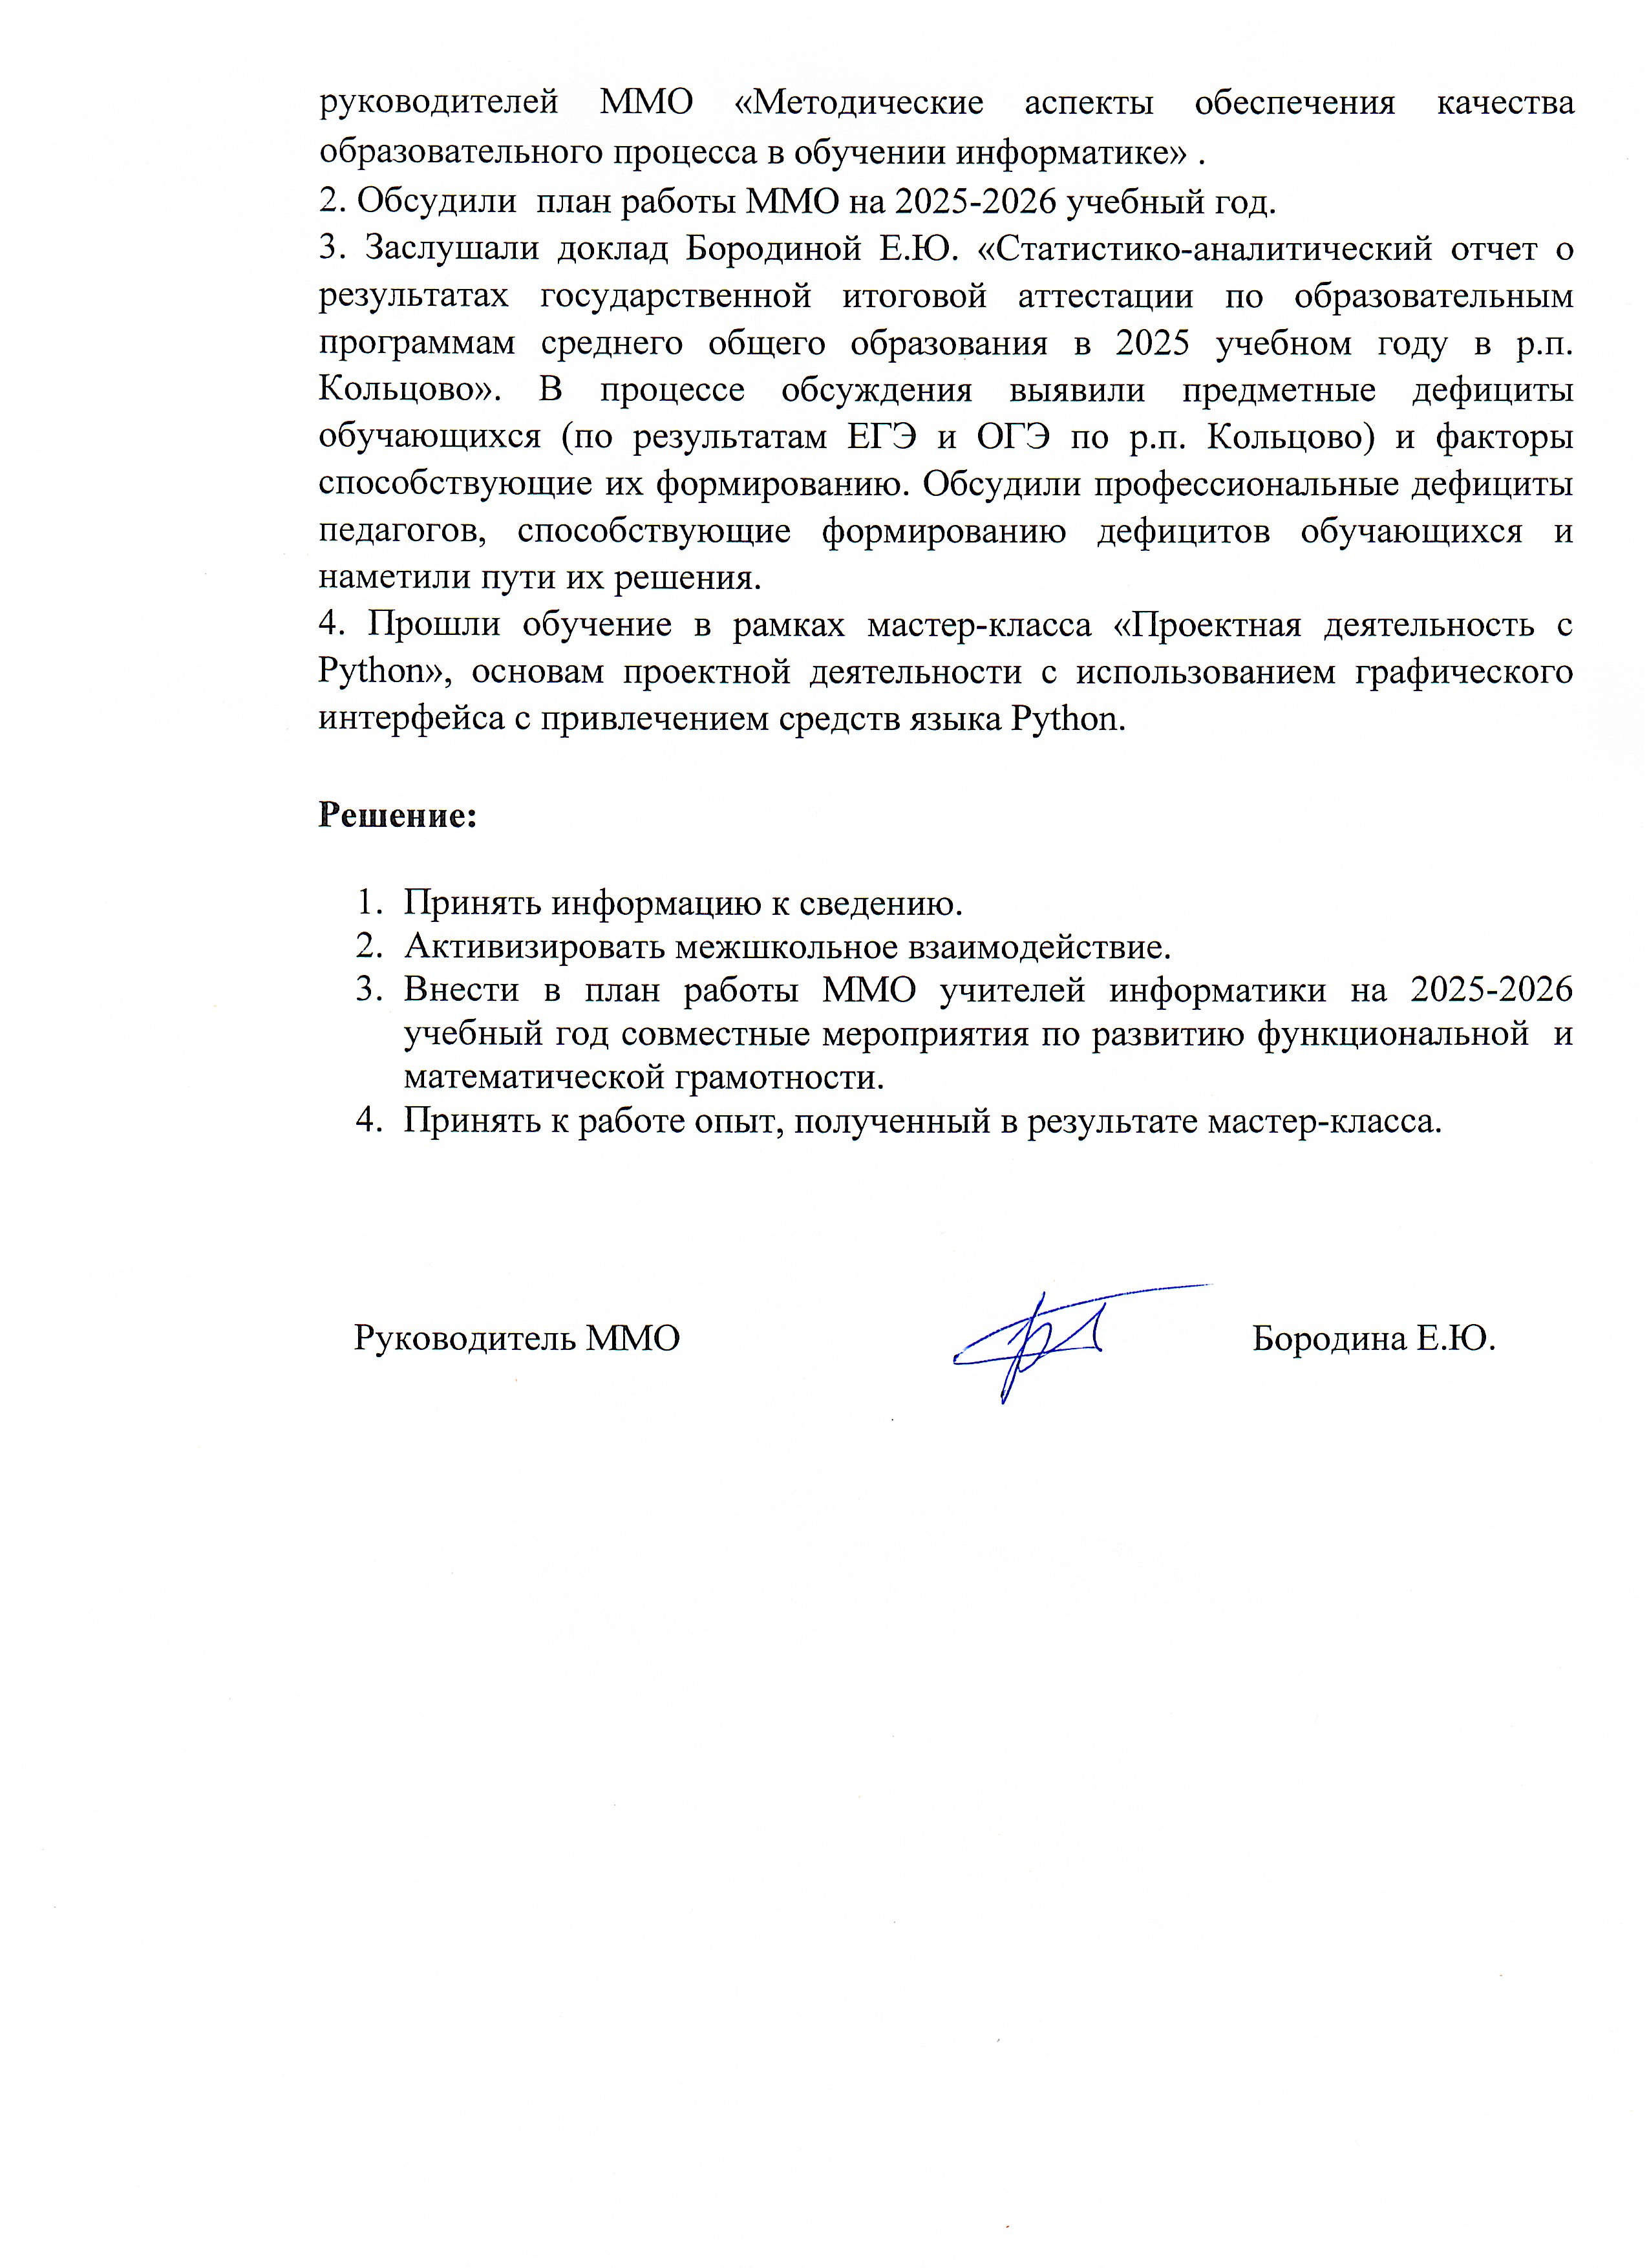 руководителей ММО «Методические аспекты обеспечения качества
образовательного процесса в обучении информатике» .
2. Обсудили  план работы ММО на 2025-2026 учебный год.
3. Заслушали доклад Бородиной Е.Ю. «Статистико-аналитический отчет о
результатах государственной итоговой аттестации по образовательным
программам среднего общего образования в 2025 учебном году в р.п.
Кольцово». В процессе обсуждения выявили предметные дефициты
обучающихся (по результатам ЕГЭ и ОГЭ по р.п. Кольцово) и факторы
способствующие их формированию. Обсудили профессиональные дефициты
педагогов, способствующие формированию дефицитов обучающихся и
наметили пути их решения.
4. Прошли обучение в рамках мастер-класса «Проектная деятельность с
Python», основам проектной деятельности с использованием графического
интерфейса с привлечением средств языка Python.
Решение:
1. Принять информацию к сведению.
2. Активизировать межшкольное взаимодействие.
3. Внести в план работы ММО учителей информатики на 2025-2026
учебный год совместные мероприятия по развитию функциональной  и
математической грамотности.
4. Принять к работе опыт, полученный в результате мастер-класса.
Руководитель ММО Бородина Е.Ю.